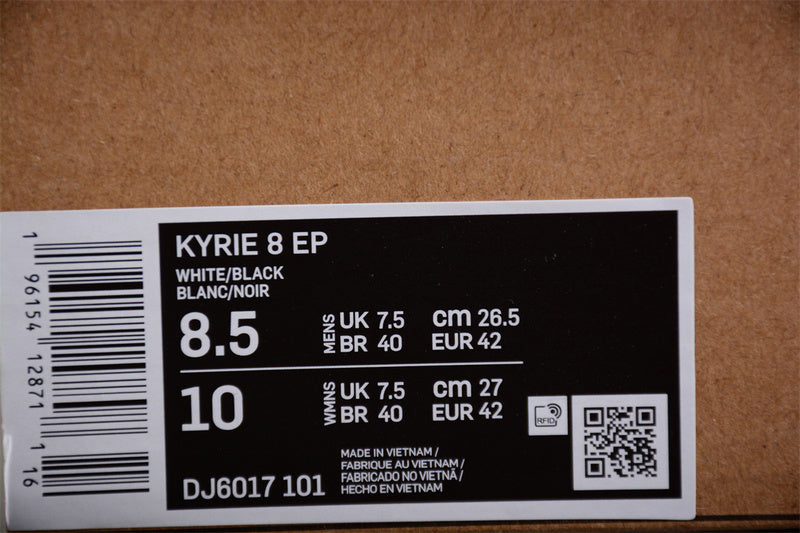 KYRIE 8 EP
WHITE/BLACK
BLANC/NOIR
8.5 MENS UK 7.5 cm 26.5
BR 40 EUR 42
10 WMNS UK 7.5 cm 27
BR 40 EUR 42
RFID
MADE IN VIETNAM /
FABRIQUE AU VIETNAM /
FABRICADO NO VIETNÃ /
HECHO EN VIETNAM
DJ6017 101
1 96154 12871 1 16